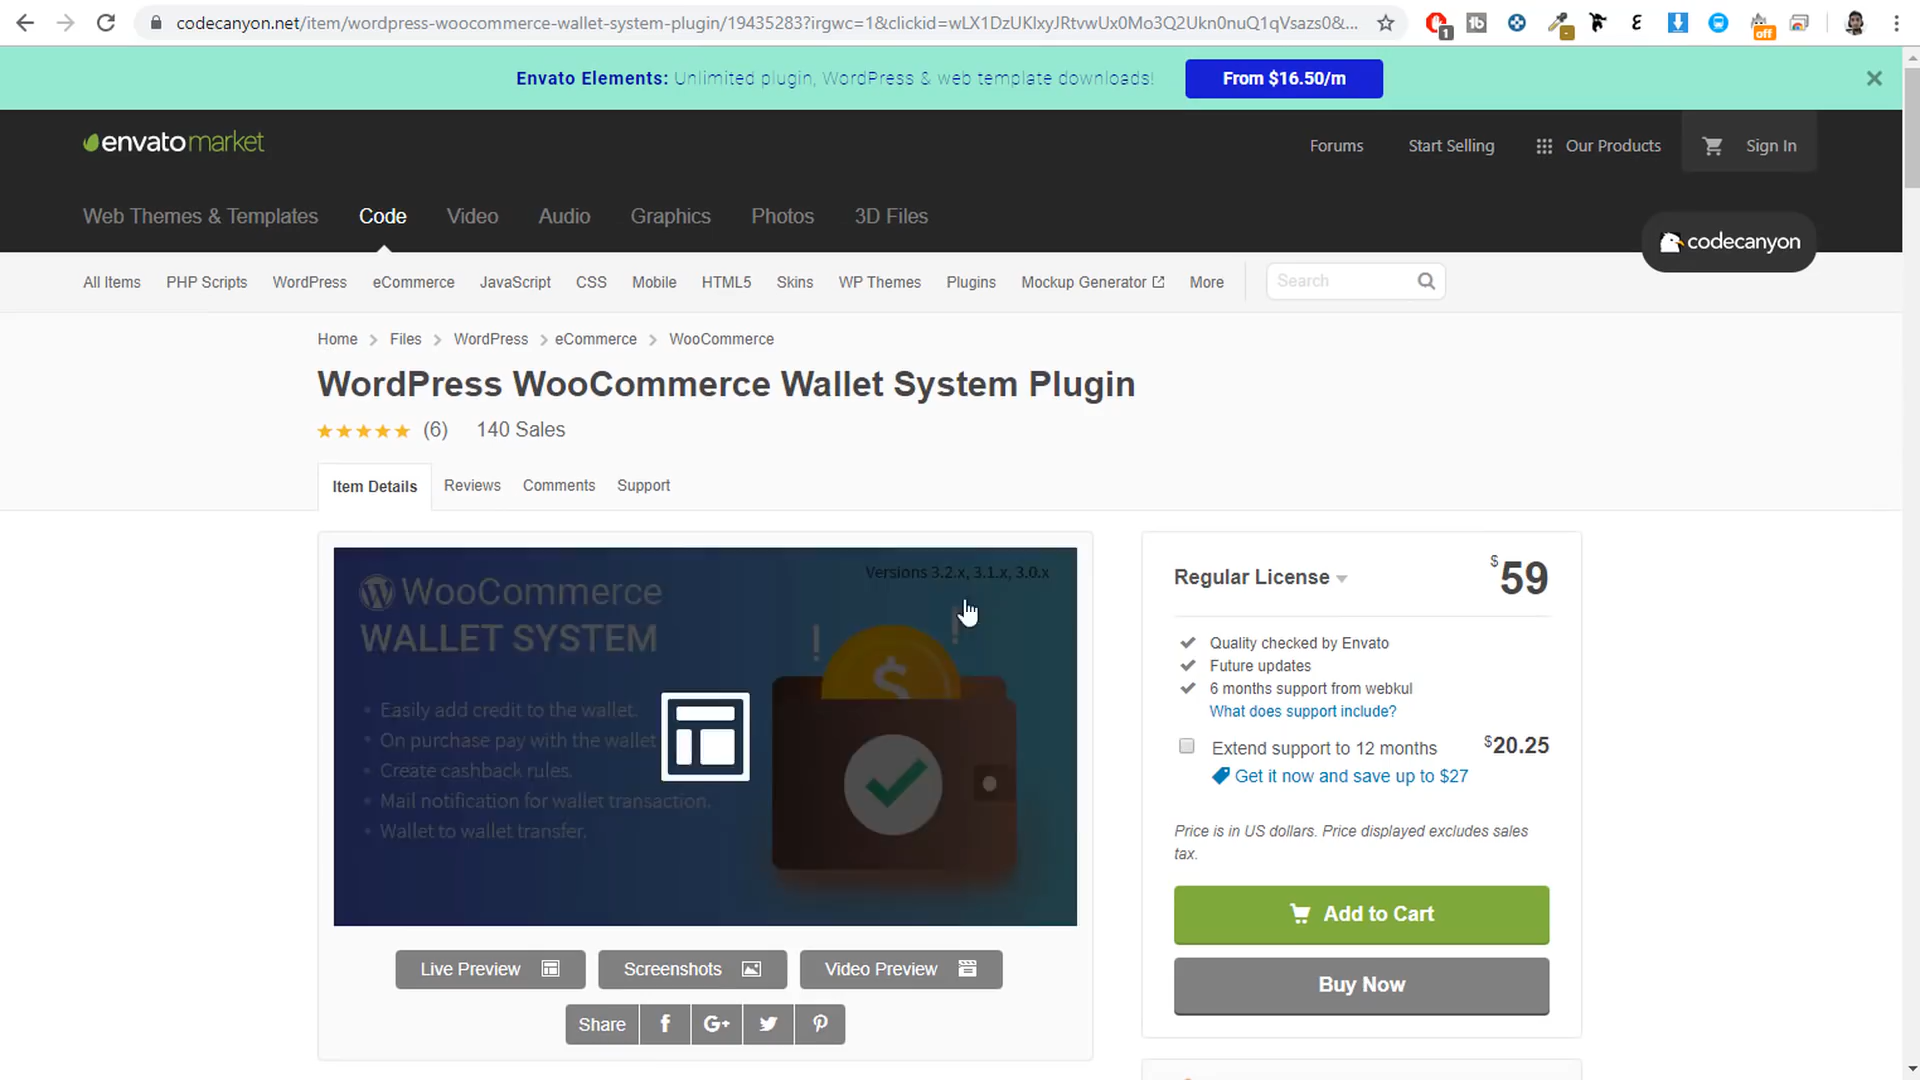 codecanyon.net/item/wordpress-woocommerce-wallet-system-plugin/19435283?irgwc=1&clickid=wLX1DzUKlxyJRtvwUx0Mo3Q2Ukn0nuQ1qVsazs0&...
1
off
Envato Elements: Unlimited plugin, WordPress & web template downloads!
From $16.50/m
envato market
Forums
Start Selling
Our Products
Sign In
Web Themes & Templates
Code
Video
Audio
Graphics
Photos
3D Files
codecanyon
All Items
PHP Scripts
WordPress
eCommerce
JavaScript
CSS
Mobile
HTML5
Skins
WP Themes
Plugins
Mockup Generator
More
Search
Home
Files
WordPress
eCommerce
WooCommerce
WordPress WooCommerce Wallet System Plugin
(6)
140 Sales
Item Details
Reviews
Comments
Support
Versions 3.2.x, 3.1.x, 3.0.x
WooCommerce
WALLET SYSTEM
• Easily add credit to the wallet.
• On purchase pay with the wallet
• Create cashback rules.
• Mail notification for wallet transaction.
• Wallet to wallet transfer.
$
Live Preview
Screenshots
Video Preview
Share
G+
Regular License
$59
Quality checked by Envato
Future updates
6 months support from webkul
What does support include?
Extend support to 12 months
$20.25
Get it now and save up to $27
Price is in US dollars. Price displayed excludes sales
tax.
Add to Cart
Buy Now